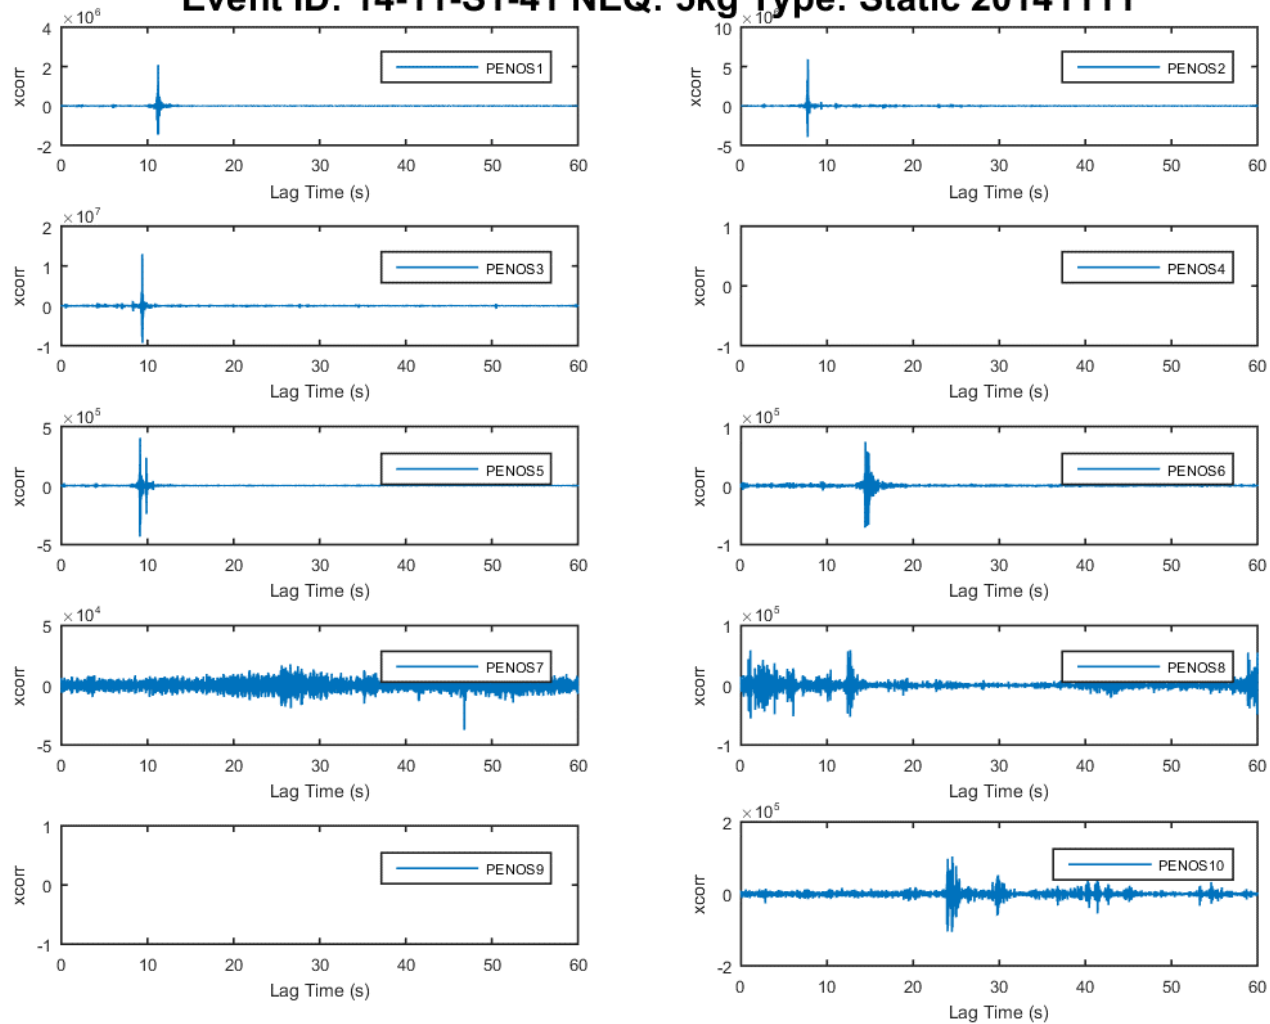 Event ID: 14-11-S1-41 NEQ: 5kg Type: Static 20141111
×10⁶
4
2
0
-2
xcorr
PENOS1
0 10 20 30 40 50 60
Lag Time (s)
10
5
0
-5
xcorr
PENOS2
0 10 20 30 40 50 60
Lag Time (s)
×10⁷
2
1
0
-1
xcorr
PENOS3
0 10 20 30 40 50 60
Lag Time (s)
1
0
-1
xcorr
PENOS4
0 10 20 30 40 50 60
Lag Time (s)
×10⁵
5
0
-5
xcorr
PENOS5
0 10 20 30 40 50 60
Lag Time (s)
×10⁵
1
0
-1
xcorr
PENOS6
0 10 20 30 40 50 60
Lag Time (s)
×10⁴
5
0
-5
xcorr
PENOS7
0 10 20 30 40 50 60
Lag Time (s)
×10⁵
1
0
-1
xcorr
PENOS8
0 10 20 30 40 50 60
Lag Time (s)
1
0
-1
xcorr
PENOS9
0 10 20 30 40 50 60
Lag Time (s)
×10⁵
2
0
-2
xcorr
PENOS10
0 10 20 30 40 50 60
Lag Time (s)